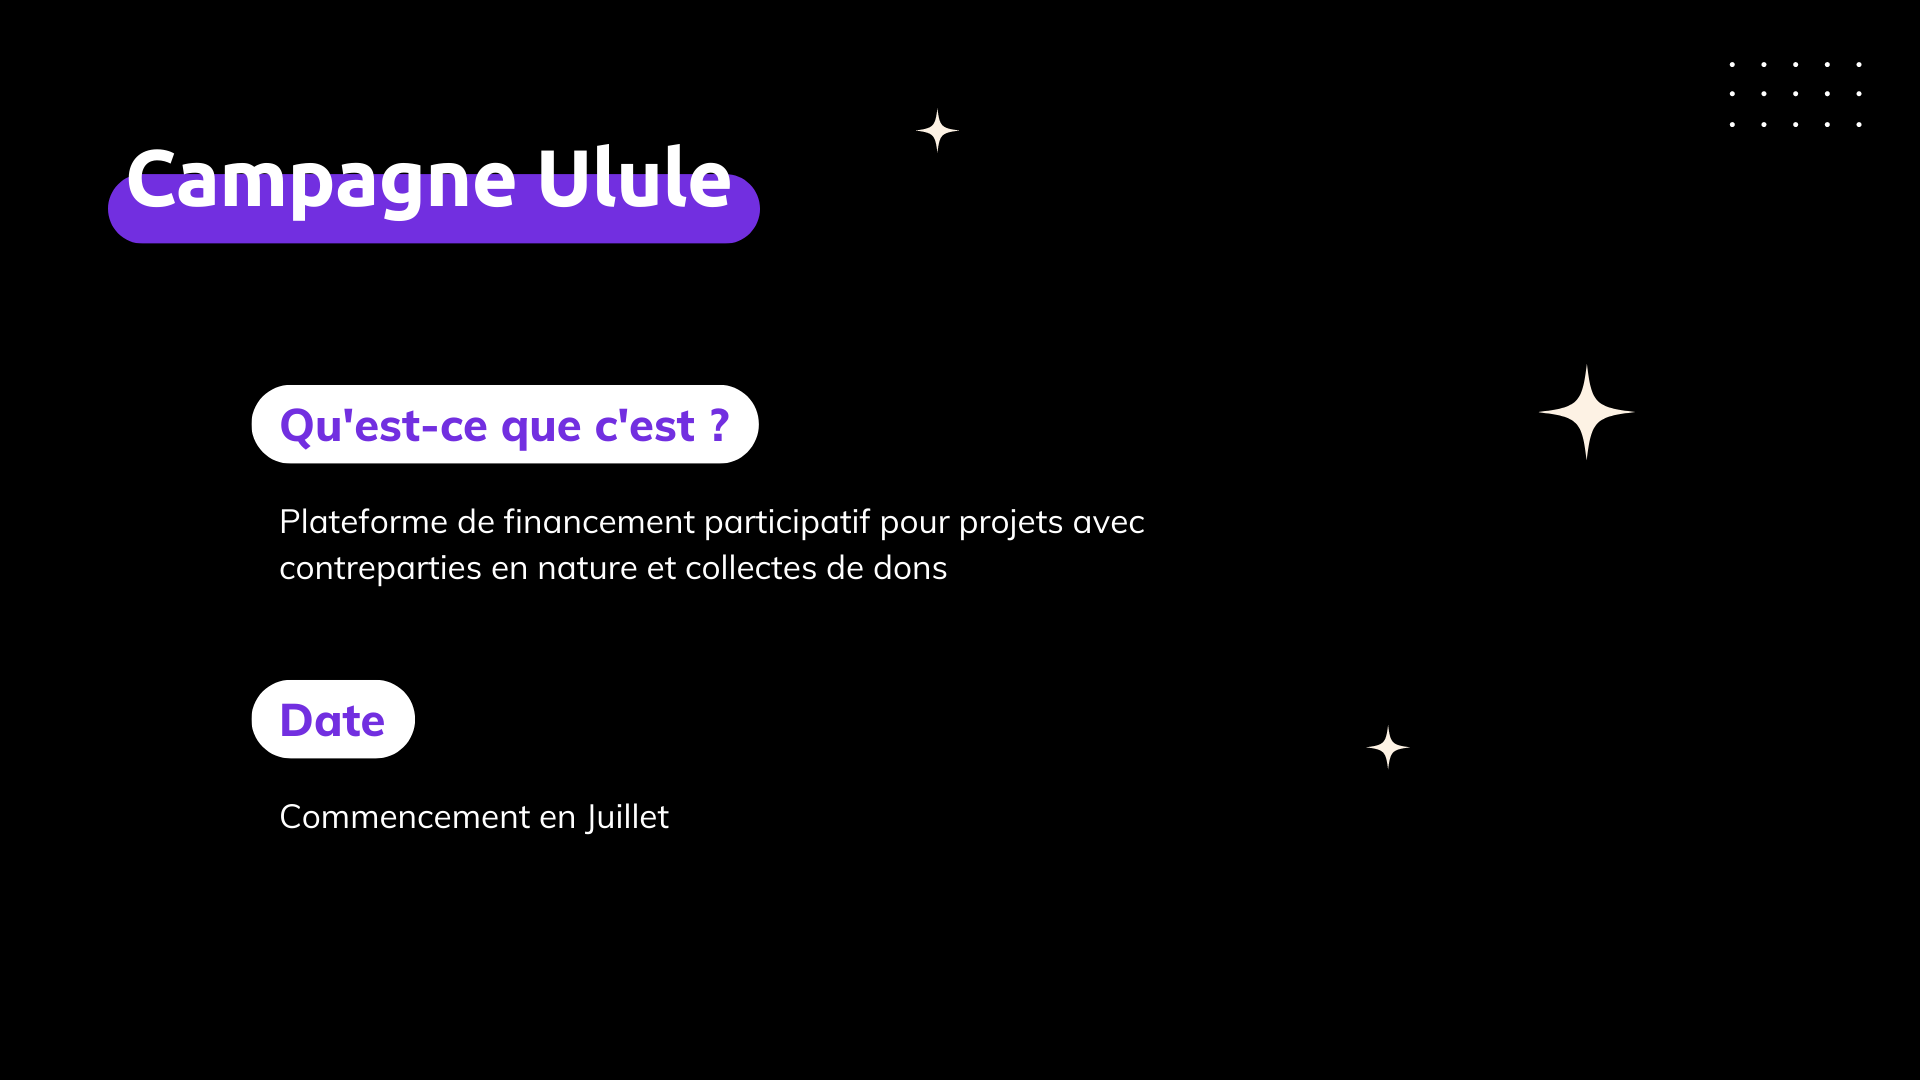 Campagne Ulule
Qu'est-ce que c'est ?
Plateforme de financement participatif pour projets avec
contreparties en nature et collectes de dons
Date
Commencement en Juillet